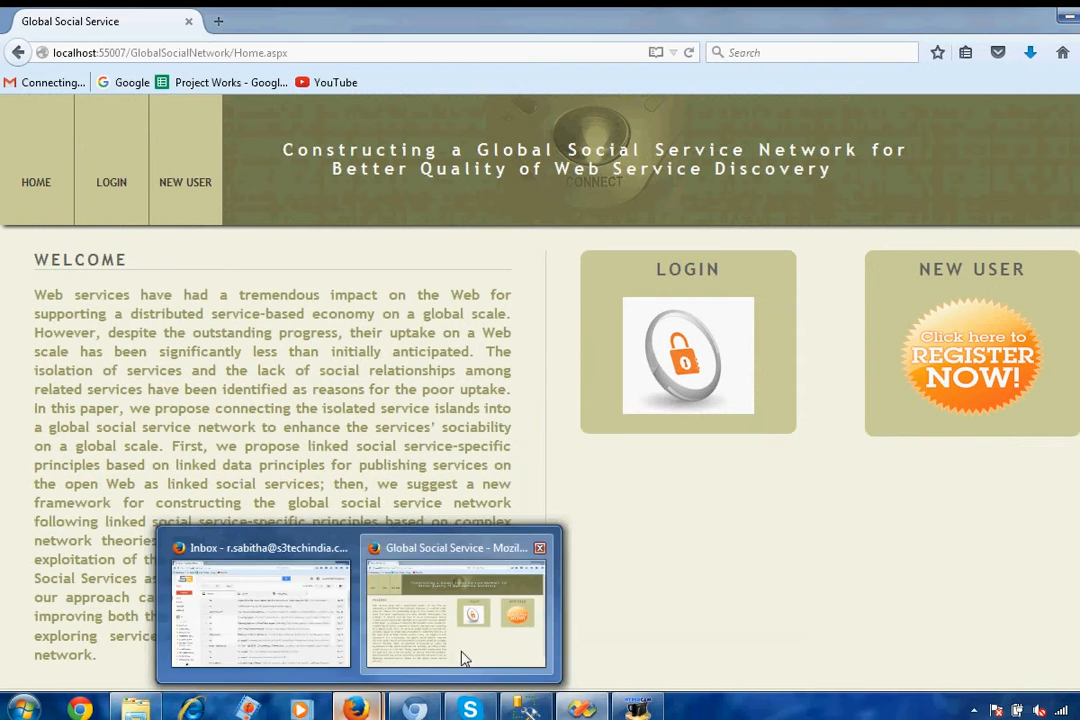 Global Social Service
localhost:55007/GlobalSocialNetwork/Home.aspx
Search
Connecting...
Google
Project Works - Googl...
YouTube
HOME
LOGIN
NEW USER
Constructing a Global Social Service Network for
Better Quality of Web Service Discovery
CONNECT
WELCOME
Web services have had a tremendous impact on the Web for
supporting a distributed service-based economy on a global scale.
However, despite the outstanding progress, their uptake on a Web
scale has been significantly less than initially anticipated. The
isolation of services and the lack of social relationships among
related services have been identified as reasons for the poor uptake.
In this paper, we propose connecting the isolated service islands into
a global social service network to enhance the services' sociability
on a global scale. First, we propose linked social service-specific
principles based on linked data principles for publishing services on
the open Web as linked social services; then, we suggest a new
framework for constructing the global social service network
following linked social service-specific principles based on complex
network theories
exploitation of th
Social Services as
our approach ca
improving both th
exploring service
network.
LOGIN
NEW USER
Click here to
REGISTER
NOW!
Inbox - r.sabitha@s3techindia.c...
Global Social Service - Mozil...